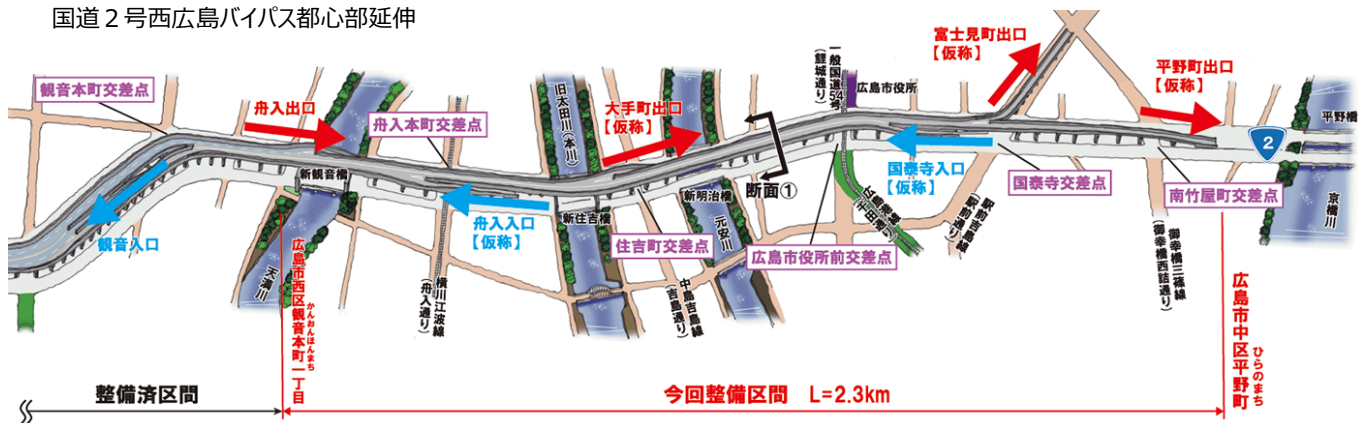 国道２号西広島バイパス都心部延伸
観音本町交差点
舟入出口
舟入本町交差点
旧太田川（本川）
大手町出口
【仮称】
一般国道54号
（鯉城通り）
広島市役所
富士見町出口
【仮称】
平野町出口
【仮称】
平野橋
2
新観音橋
断面①
国泰寺入口
【仮称】
国泰寺交差点
南竹屋町交差点
観音入口
舟入入口
【仮称】
新住吉橋
新明治橋
元安川
住吉町交差点
広島市役所前交差点
（千田通り）
駅前吉島線
（駅前通り）
京橋川
天満川
横川江波線
（舟入通り）
中島吉島線
（吉島通り）
御幸橋三篠線
（御幸橋西詰通り）
広島市西区観音本町一丁目
かんおんほんまち
広島市中区平野町
ひらのまち
整備済区間
今回整備区間　L=2.3km